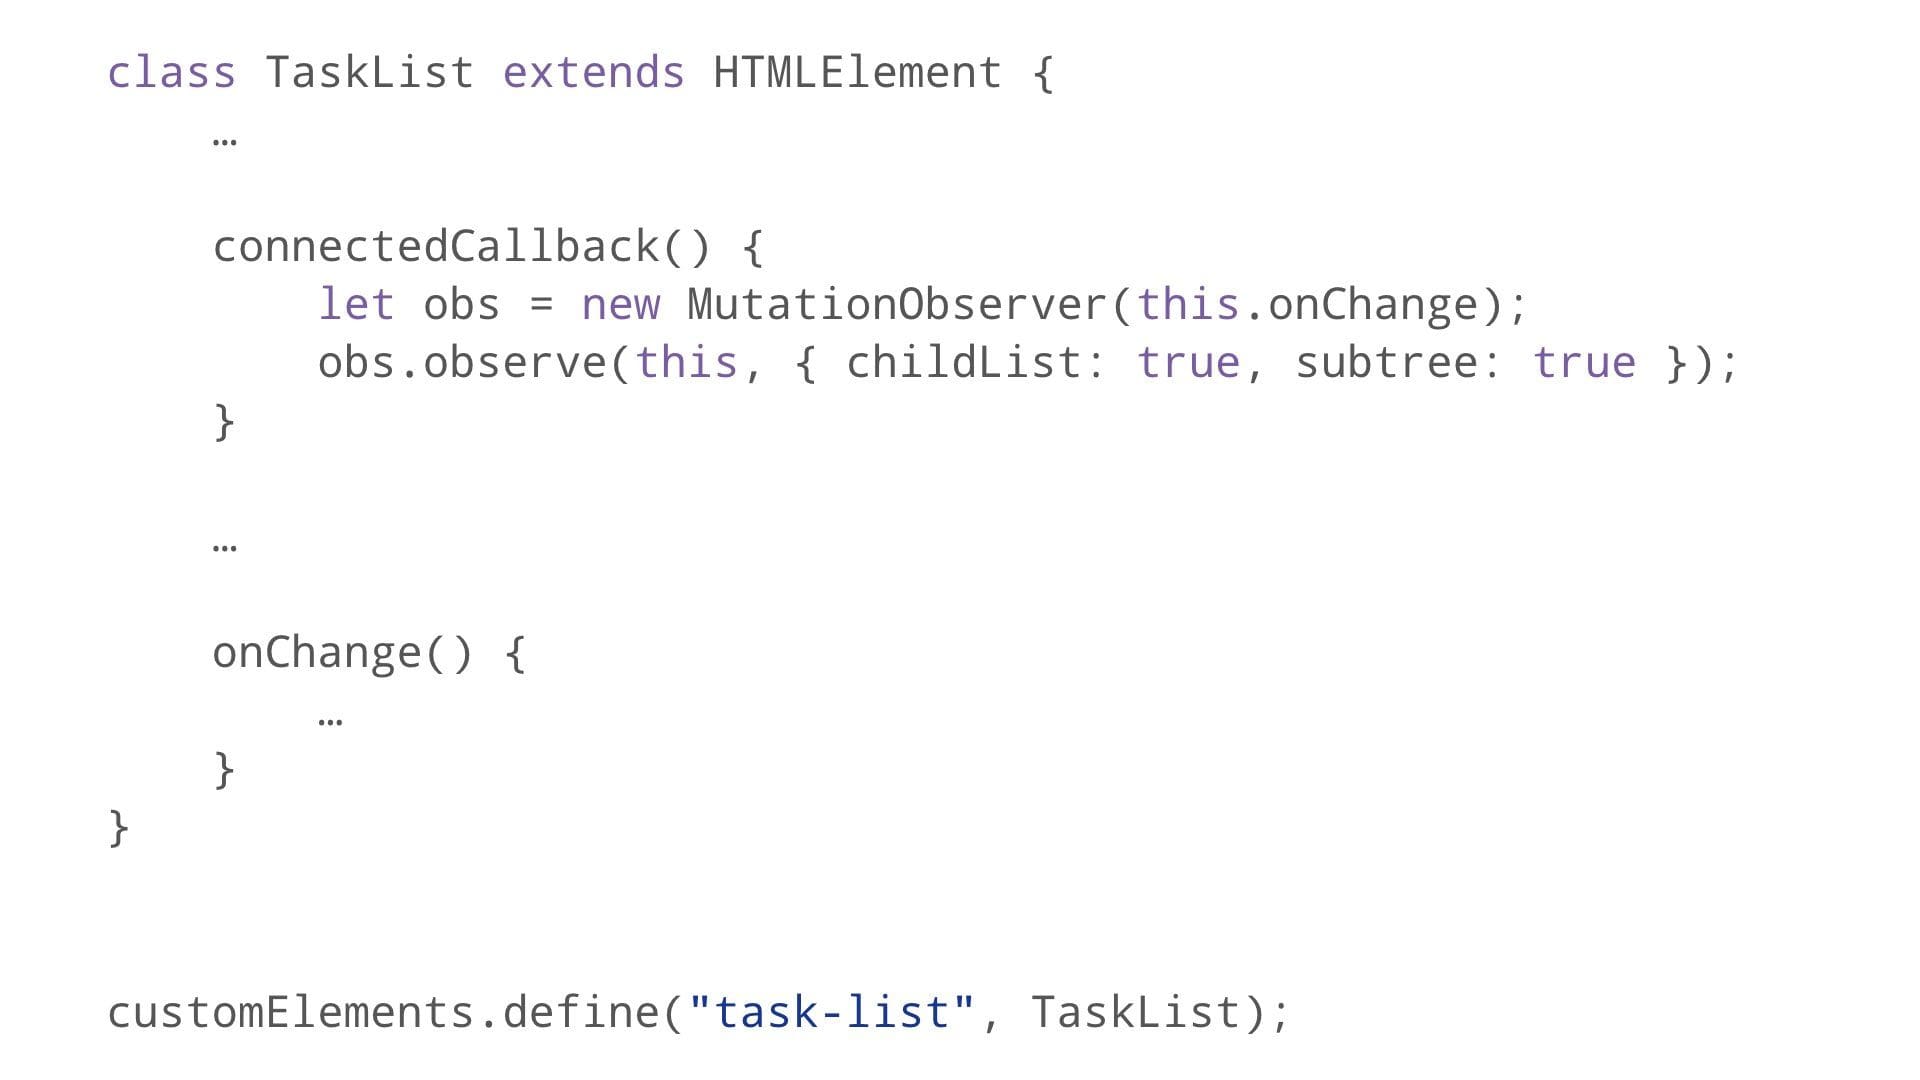 class TaskList extends HTMLElement {
    …

    connectedCallback() {
        let obs = new MutationObserver(this.onChange);
        obs.observe(this, { childList: true, subtree: true });
    }

    …

    onChange() {
        …
    }
}

customElements.define("task-list", TaskList);